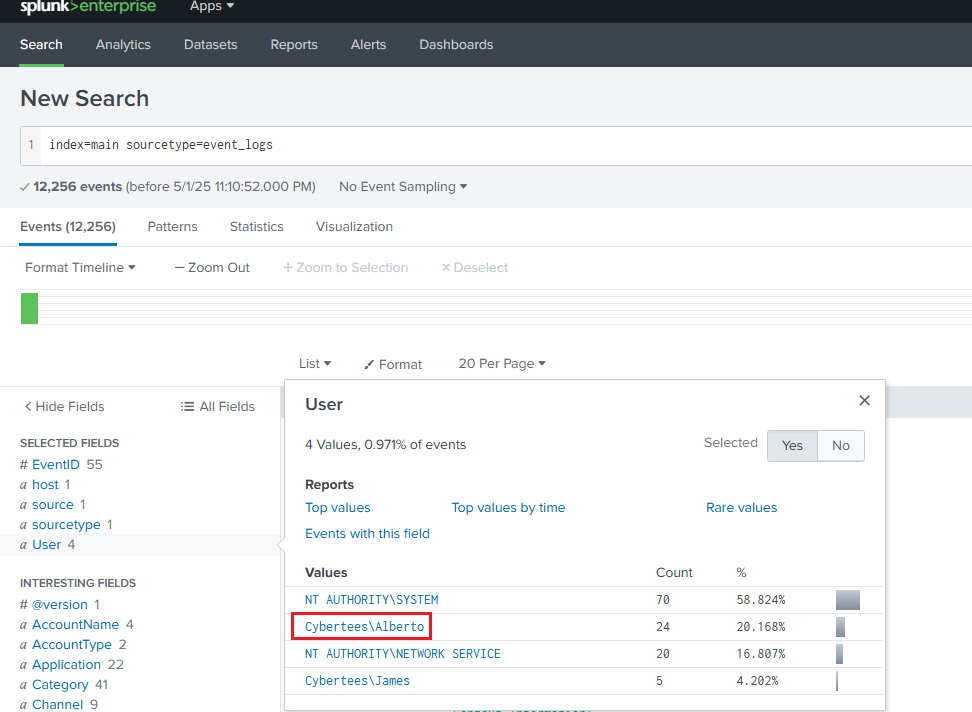 splunk>enterprise Apps
Search Analytics Datasets Reports Alerts Dashboards
New Search
1 index=main sourcetype=event_logs
12,256 events (before 5/1/25 11:10:52.000 PM) No Event Sampling
Events (12,256) Patterns Statistics Visualization
Format Timeline — Zoom Out + Zoom to Selection × Deselect
List Format 20 Per Page
< Hide Fields All Fields
SELECTED FIELDS
# EventID 55
a host 1
a source 1
a sourcetype 1
a User 4
INTERESTING FIELDS
# @version 1
a AccountName 4
a AccountType 2
a Application 22
a Category 41
a Channel 9
User
4 Values, 0.971% of events Selected Yes No
Reports
Top values Top values by time Rare values
Events with this field
Values Count %
NT AUTHORITY\SYSTEM 70 58.824%
Cybertees\Alberto 24 20.168%
NT AUTHORITY\NETWORK SERVICE 20 16.807%
Cybertees\James 5 4.202%